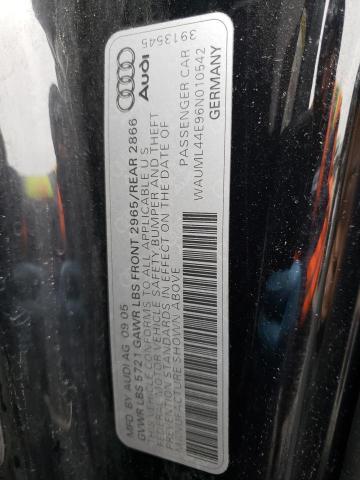 3913545
Audi
MFD BY AUDI AG 09 05
GVWR LBS 5721 GAWR LBS FRONT 2965/REAR 2866
THIS VEHICLE CONFORMS TO ALL APPLICABLE U S
FEDERAL MOTOR VEHICLE SAFETY BUMPER AND THEFT
PREVENTION STANDARDS IN EFFECT ON THE DATE OF
MANUFACTURE SHOWN ABOVE
PASSENGER CAR
WAUML44E96N010542
GERMANY